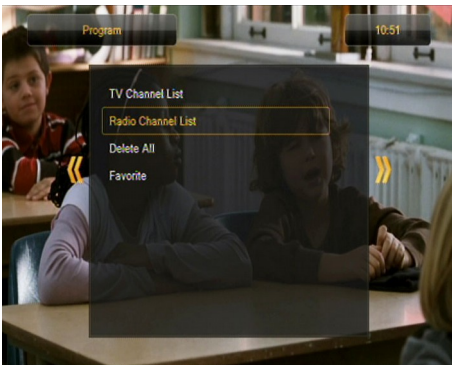 Program
10:51
TV Channel List
Radio Channel List
Delete All
Favorite